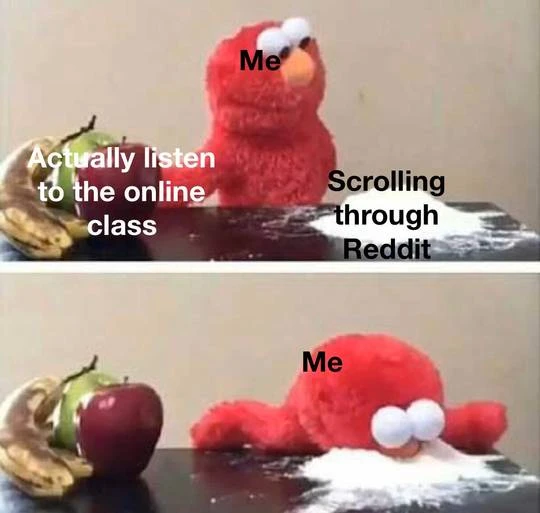 Me
Actually listen
to the online
class
Scrolling
through
Reddit
Me